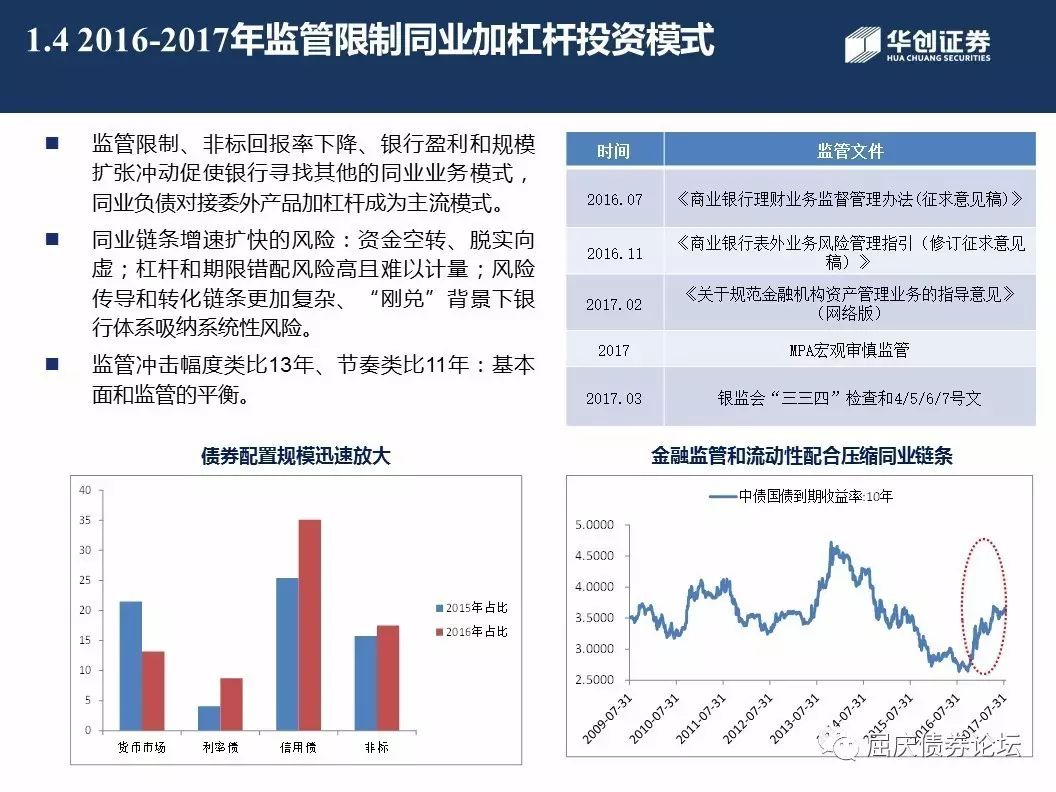 1.4 2016-2017年监管限制同业加杠杆投资模式
华创证券
HUA CHUANG SECURITIES
■ 监管限制、非标回报率下降、银行盈利和规模
扩张冲动促使银行寻找其他的同业业务模式，
同业负债对接委外产品加杠杆成为主流模式。
■ 同业链条增速扩快的风险：资金空转、脱实向
虚；杠杆和期限错配风险高且难以计量；风险
传导和转化链条更加复杂、“刚兑”背景下银
行体系吸纳系统性风险。
■ 监管冲击幅度类比13年、节奏类比11年：基本
面和监管的平衡。
时间 监管文件
2016.07 《商业银行理财业务监督管理办法(征求意见稿)》
2016.11 《商业银行表外业务风险管理指引（修订征求意见
稿）》
2017.02 《关于规范金融机构资产管理业务的指导意见》
（网络版）
2017 MPA宏观审慎监管
2017.03 银监会“三三四”检查和4/5/6/7号文
债券配置规模迅速放大
40
35
30
25
20
15
10
5
0
货币市场 利率债 信用债 非标
2015年占比
2016年占比
金融监管和流动性配合压缩同业链条
中债国债到期收益率:10年
5.0000
4.5000
4.0000
3.5000
3.0000
2.5000
2009-07-31
2010-07-31
2011-07-31
2012-07-31
2013-07-31
2014-07-31
2015-07-31
2016-07-31
2017-07-31
屈庆债券论坛